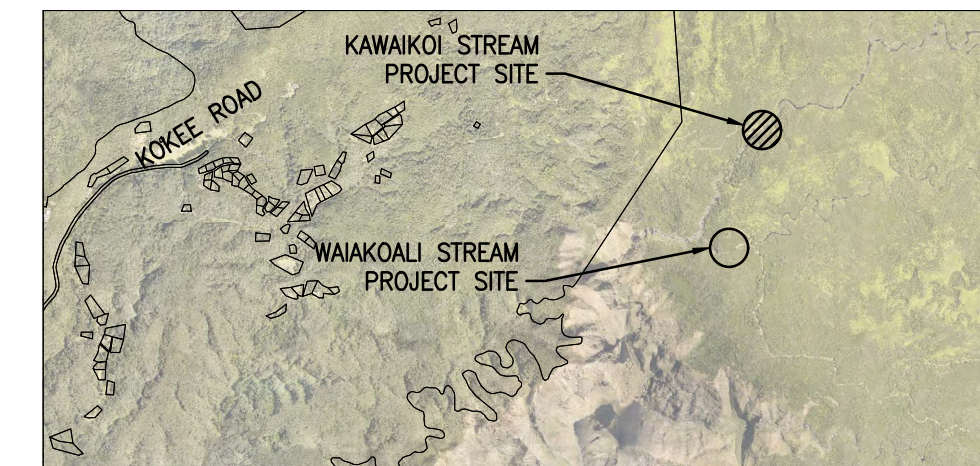 KAWAIKOI STREAM
PROJECT SITE
KOKEE ROAD
WAIAKOALI STREAM
PROJECT SITE